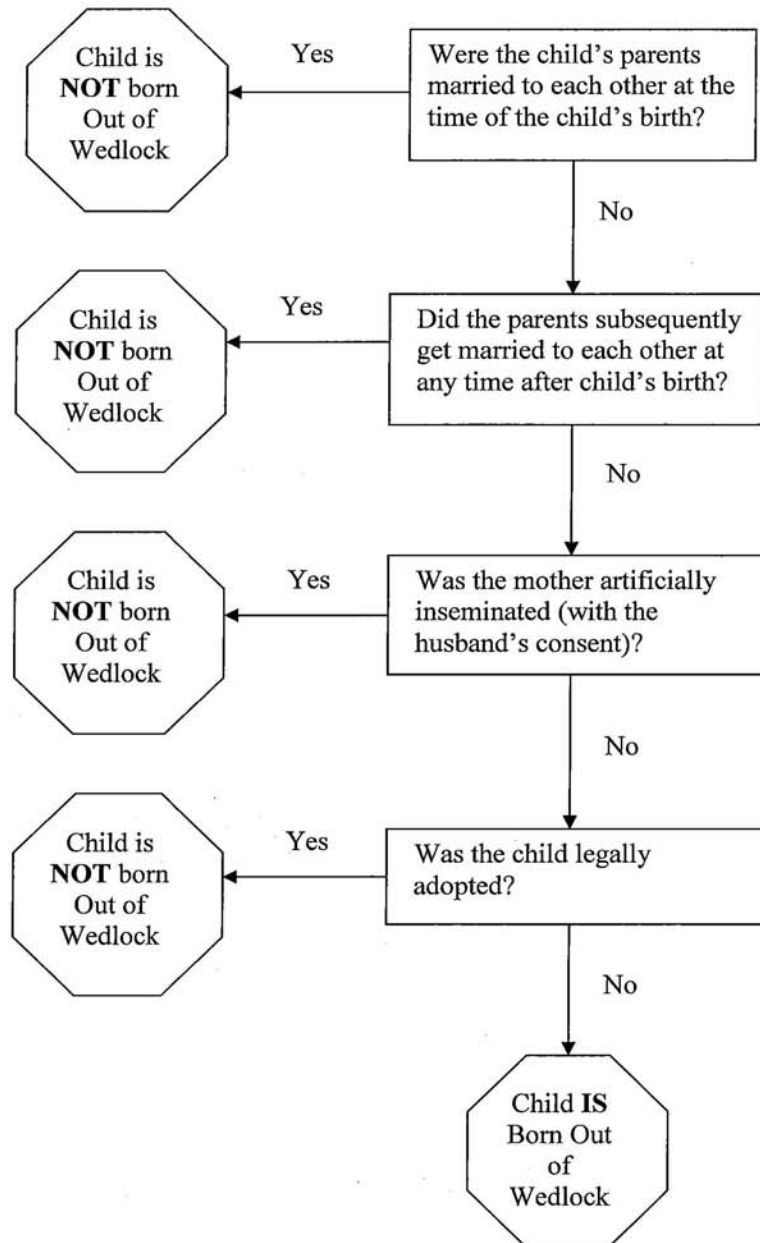 Child is
NOT born
Out of
Wedlock
Yes
Were the child's parents
married to each other at the
time of the child's birth?
No
Child is
NOT born
Out of
Wedlock
Yes
Did the parents subsequently
get married to each other at
any time after child's birth?
No
Child is
NOT born
Out of
Wedlock
Yes
Was the mother artificially
inseminated (with the
husband's consent)?
No
Child is
NOT born
Out of
Wedlock
Yes
Was the child legally
adopted?
No
Child IS
Born Out
of
Wedlock